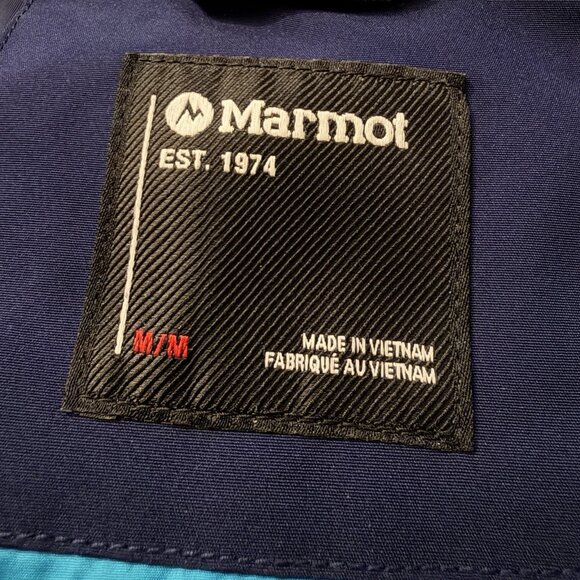 Marmot
EST. 1974
M/M
MADE IN VIETNAM
FABRIQUÉ AU VIETNAM